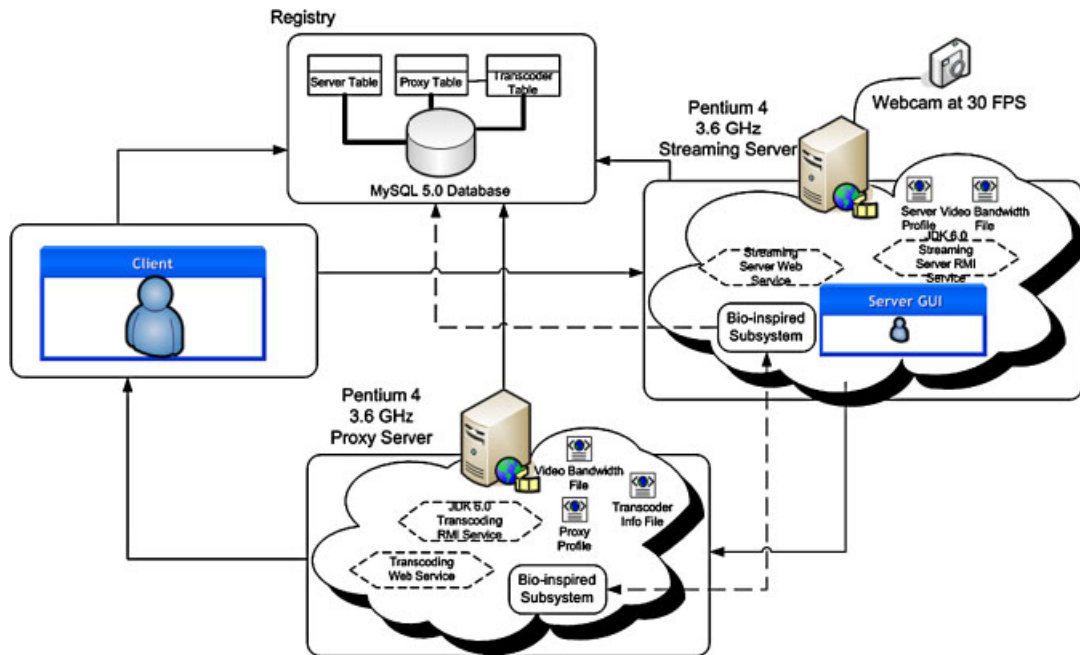 Registry
Server Table
Proxy Table
Transcoder
Table
MySQL 5.0 Database
Webcam at 30 FPS
Pentium 4
3.6 GHz
Streaming Server
Server
Profile
Video Bandwidth
File
Streaming
Server Web
Service
JDK 6.0
Streaming
Server RMI
Service
Client
Bio-inspired
Subsystem
Server GUI
Pentium 4
3.6 GHz
Proxy Server
Video Bandwidth
File
Transcoder
Info File
JDK 6.0
Transcoding
RMI Service
Proxy
Profile
Transcoding
Web Service
Bio-inspired
Subsystem